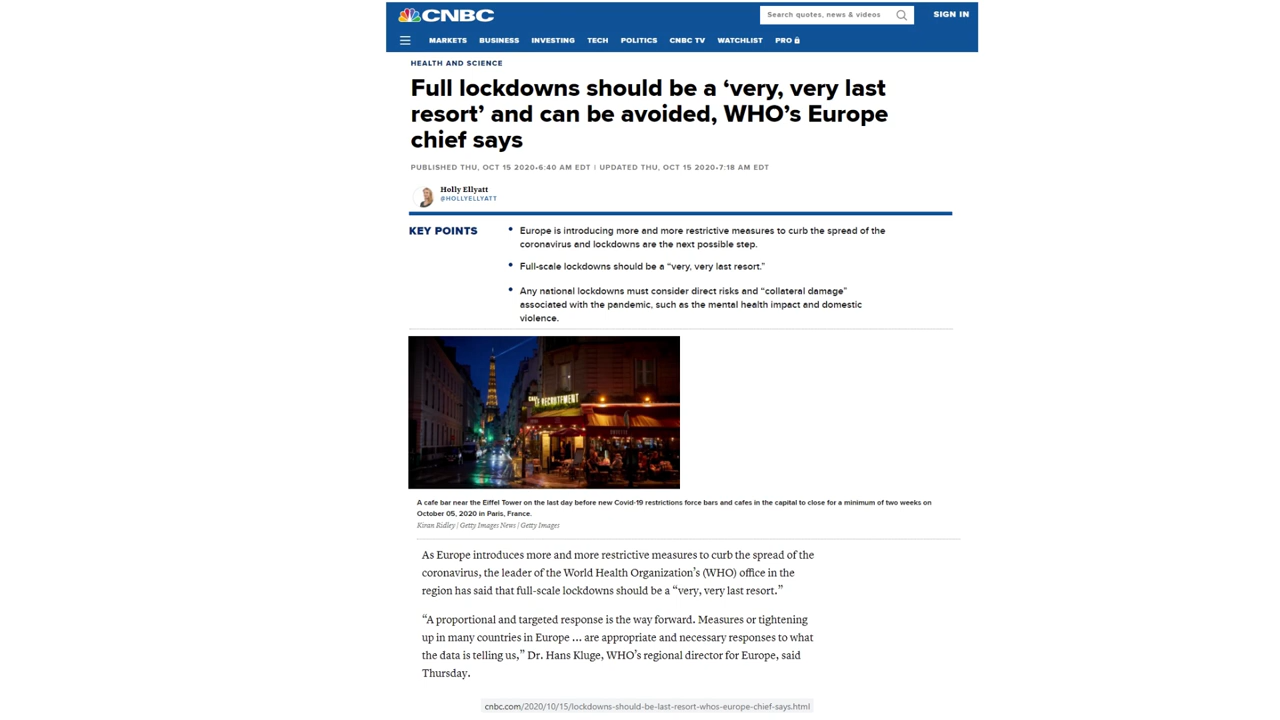 CNBC
Search quotes, news & videos
SIGN IN
MARKETS BUSINESS INVESTING TECH POLITICS CNBC TV WATCHLIST PRO
HEALTH AND SCIENCE
Full lockdowns should be a ‘very, very last
resort’ and can be avoided, WHO’s Europe
chief says
PUBLISHED THU, OCT 15 2020•6:40 AM EDT | UPDATED THU, OCT 15 2020•7:18 AM EDT
Holly Ellyatt
@HOLLYELLYATT
KEY POINTS
• Europe is introducing more and more restrictive measures to curb the spread of the
coronavirus and lockdowns are the next possible step.
• Full-scale lockdowns should be a “very, very last resort.”
• Any national lockdowns must consider direct risks and “collateral damage”
associated with the pandemic, such as the mental health impact and domestic
violence.
LE RECRUTEMENT
A cafe bar near the Eiffel Tower on the last day before new Covid-19 restrictions force bars and cafes in the capital to close for a minimum of two weeks on
October 05, 2020 in Paris, France.
Kiran Ridley | Getty Images News | Getty Images
As Europe introduces more and more restrictive measures to curb the spread of the
coronavirus, the leader of the World Health Organization’s (WHO) office in the
region has said that full-scale lockdowns should be a “very, very last resort.”
“A proportional and targeted response is the way forward. Measures or tightening
up in many countries in Europe ... are appropriate and necessary responses to what
the data is telling us,” Dr. Hans Kluge, WHO’s regional director for Europe, said
Thursday.
cnbc.com/2020/10/15/lockdowns-should-be-last-resort-whos-europe-chief-says.html